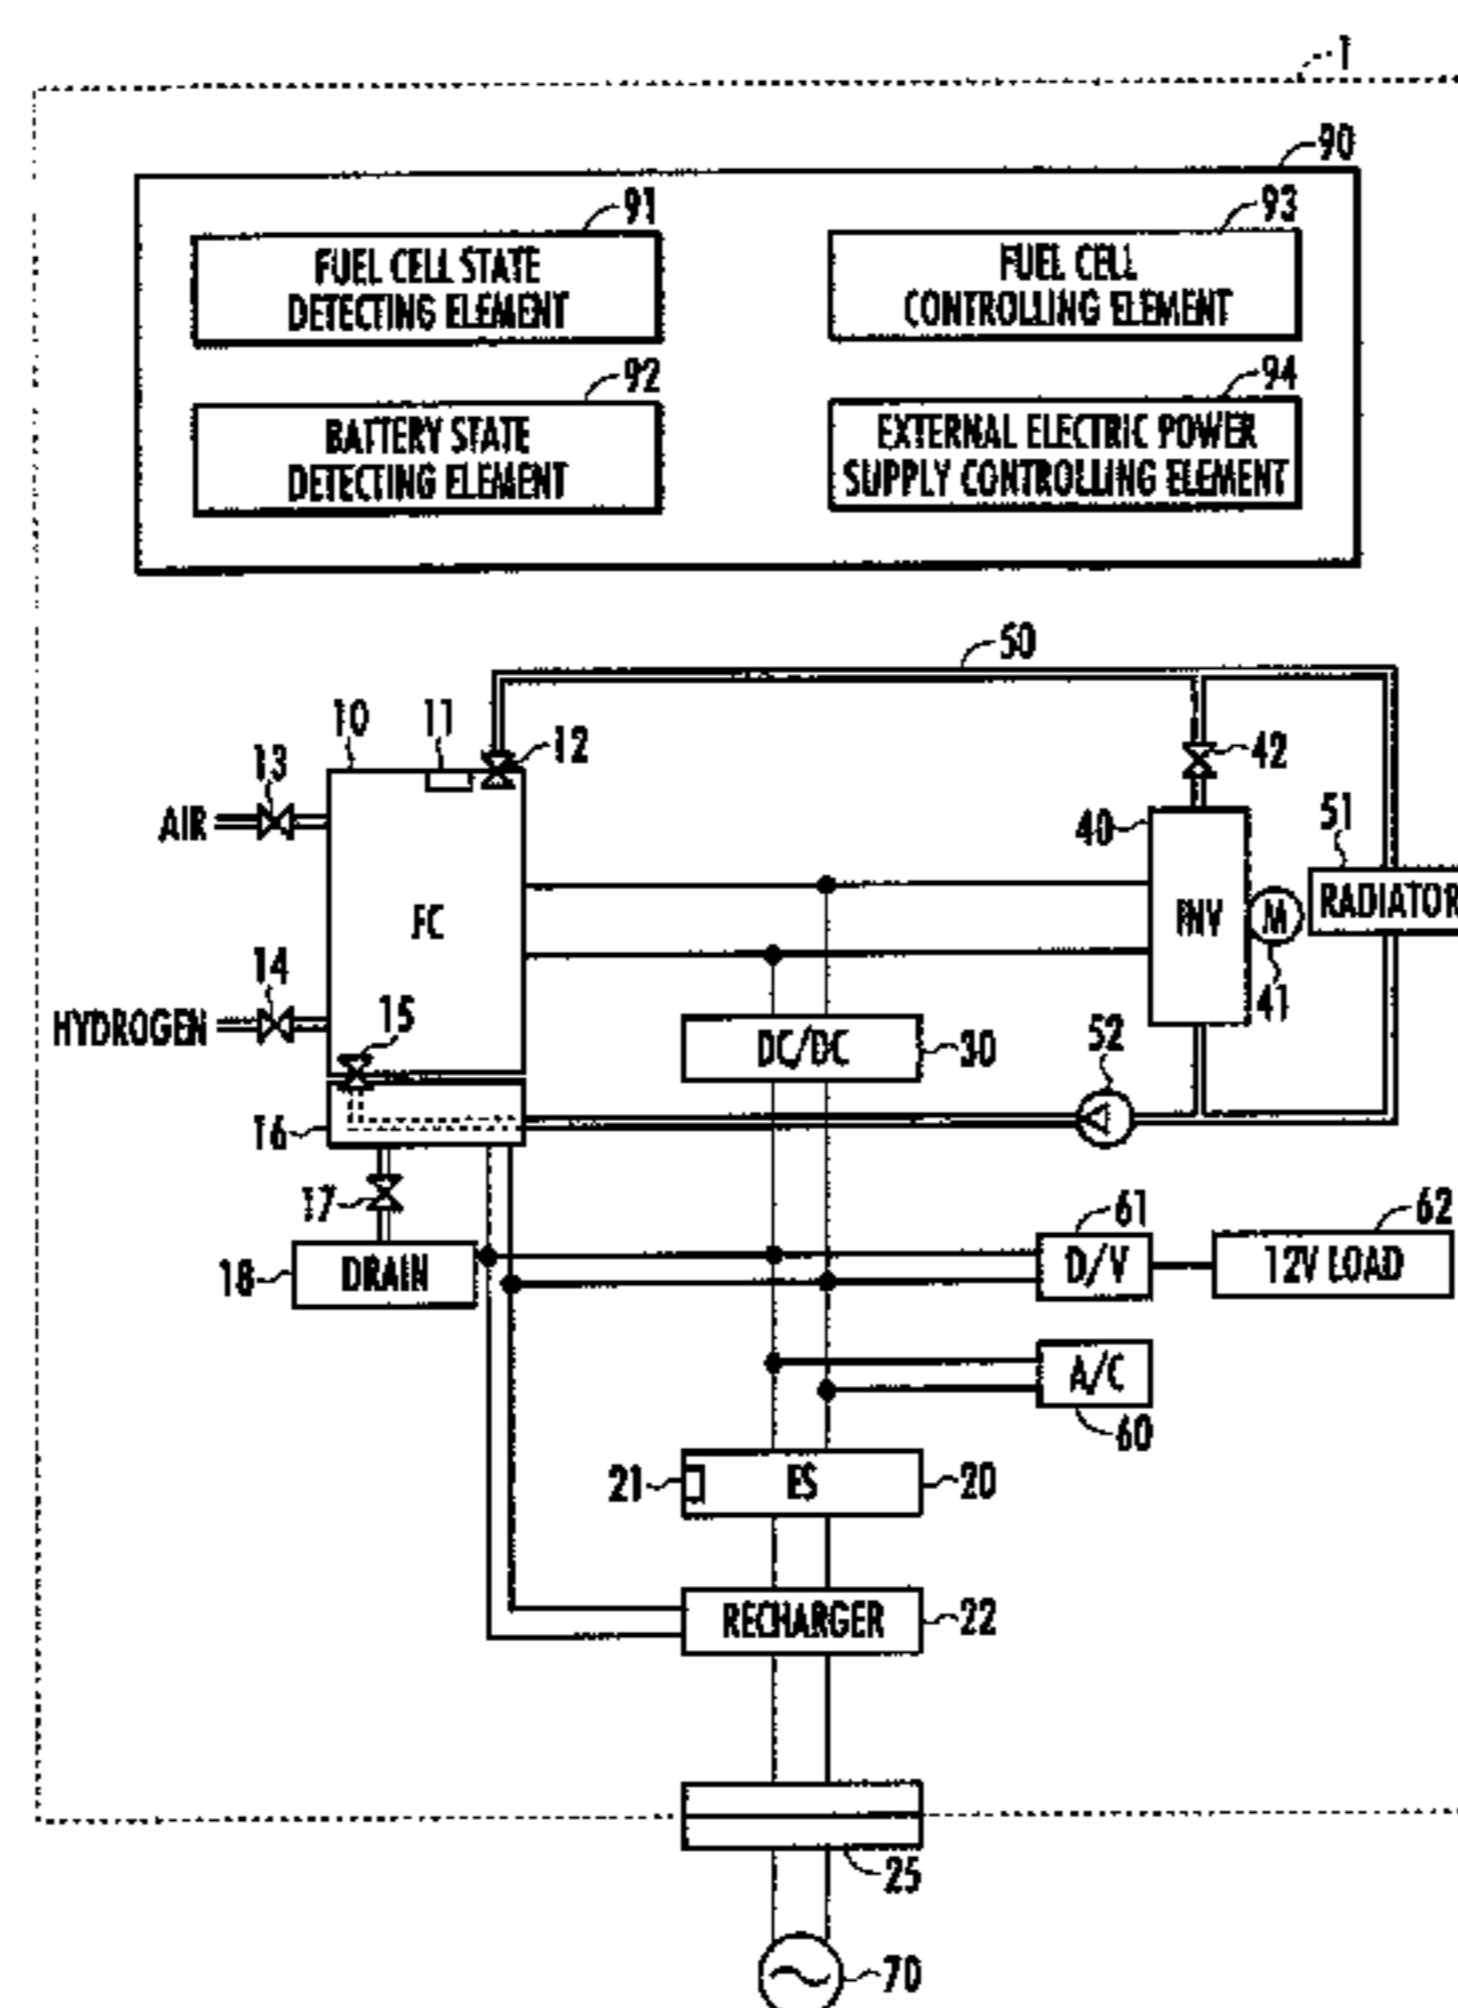 1
90
91
FUEL CELL STATE
DETECTING ELEMENT
93
FUEL CELL
CONTROLLING ELEMENT
92
BATTERY STATE
DETECTING ELEMENT
94
EXTERNAL ELECTRIC POWER
SUPPLY CONTROLLING ELEMENT
50
10
11
12
13
AIR
42
40
51
FC
INV
M
RADIATOR
14
HYDROGEN
15
41
52
DC/DC
30
16
17
61
62
18
DRAIN
D/V
12V LOAD
A/C
60
21
ES
20
RECHARGER
22
25
70